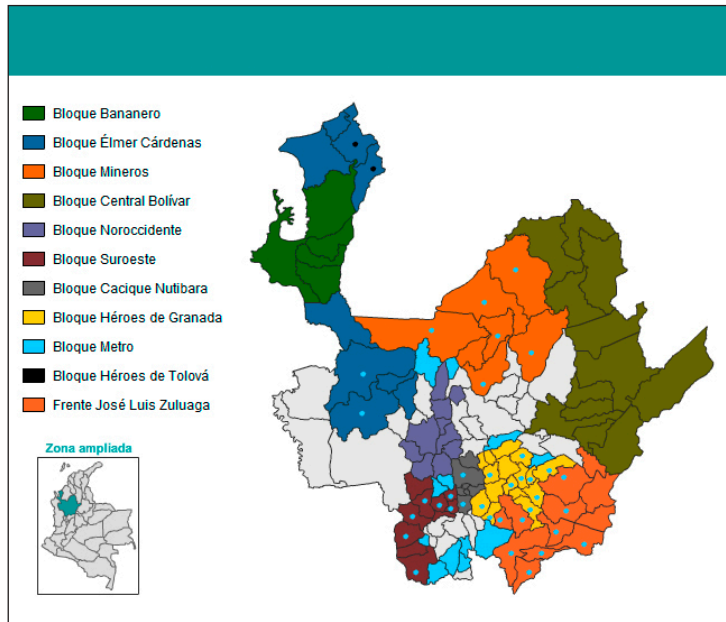 Bloque Bananero
Bloque Élmer Cárdenas
Bloque Mineros
Bloque Central Bolívar
Bloque Noroccidente
Bloque Suroeste
Bloque Cacique Nutibara
Bloque Héroes de Granada
Bloque Metro
Bloque Héroes de Tolová
Frente José Luis Zuluaga
Zona ampliada